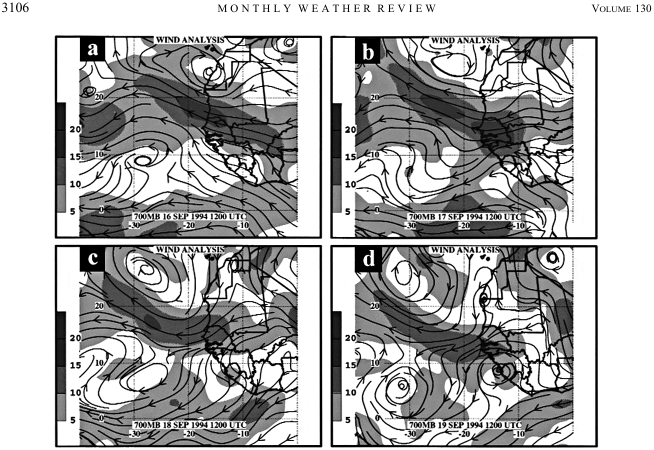 3106 MONTHLY WEATHER REVIEW VOLUME 130
a WIND ANALYSIS
20
10
0
20
15
10
5
700MB 16 SEP 1994 1200 UTC
-30 -20 -10
b WIND ANALYSIS
20
10
0
20
15
10
5
700MB 17 SEP 1994 1200 UTC
-30 -20 -10
c WIND ANALYSIS
20
10
0
20
15
10
5
700MB 18 SEP 1994 1200 UTC
-30 -20 -10
d WIND ANALYSIS
20
10
0
20
15
10
5
700MB 19 SEP 1994 1200 UTC
-30 -20 -10